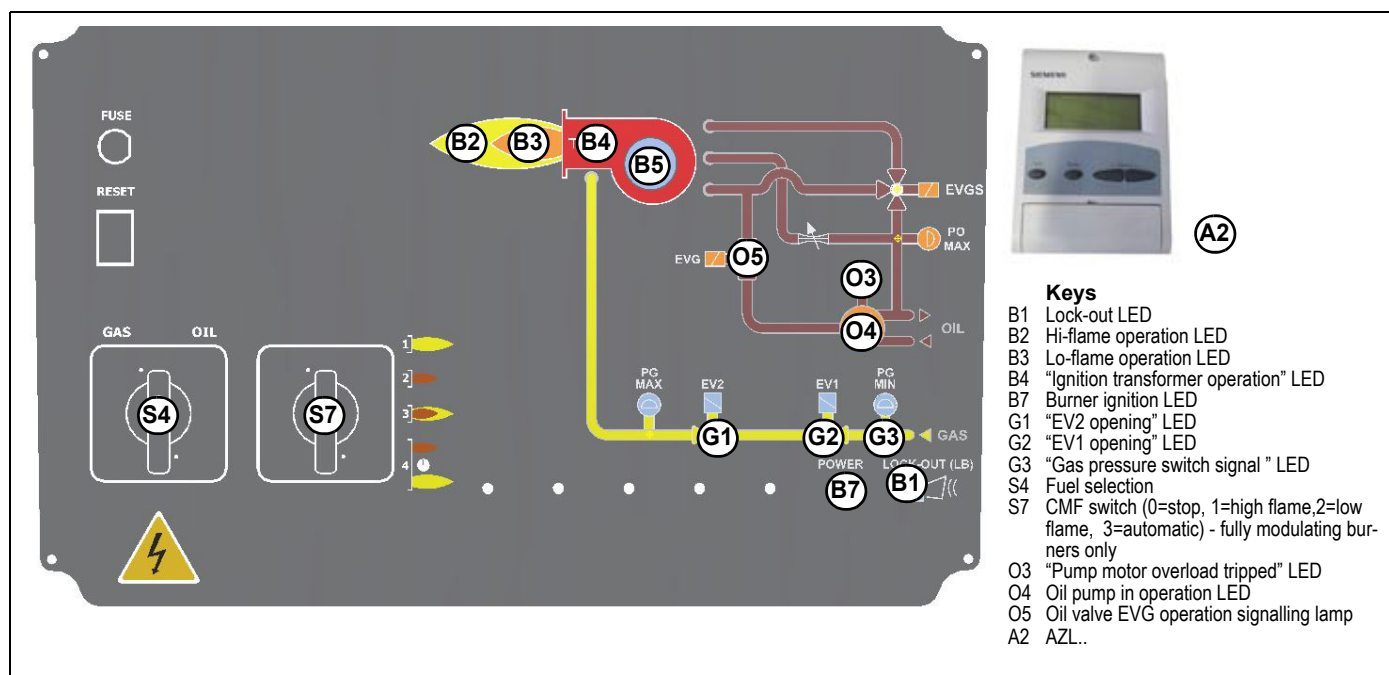 FUSE
RESET
GAS OIL
S4
S7
1
2
3
4
B2
B3
B4
B5
EVGS
PO
MAX
EVG
O5
O3
O4
OIL
PG
MAX
EV2
EV1
PG
MIN
G1
G2
G3
GAS
POWER
LOCK-OUT (LB)
B7
B1
SIEMENS
A2
Keys
B1 Lock-out LED
B2 Hi-flame operation LED
B3 Lo-flame operation LED
B4 “Ignition transformer operation” LED
B7 Burner ignition LED
G1 “EV2 opening” LED
G2 “EV1 opening” LED
G3 “Gas pressure switch signal ” LED
S4 Fuel selection
S7 CMF switch (0=stop, 1=high flame,2=low
flame, 3=automatic) - fully modulating bur-
ners only
O3 “Pump motor overload tripped” LED
O4 Oil pump in operation LED
O5 Oil valve EVG operation signalling lamp
A2 AZL..